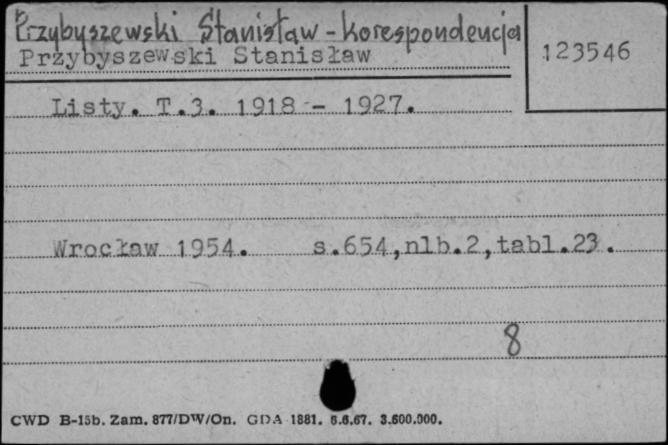 Przybyszewski Stanisław - korespondencja
Przybyszewski Stanisław
123546
Listy. T.3. 1918 - 1927.
Wrocław 1954. s.654,nlb.2,tabl.23.
8
CWD B-15b. Zam. 877/DW/On. GDA 1881. 6.6.67. 3.600.000.